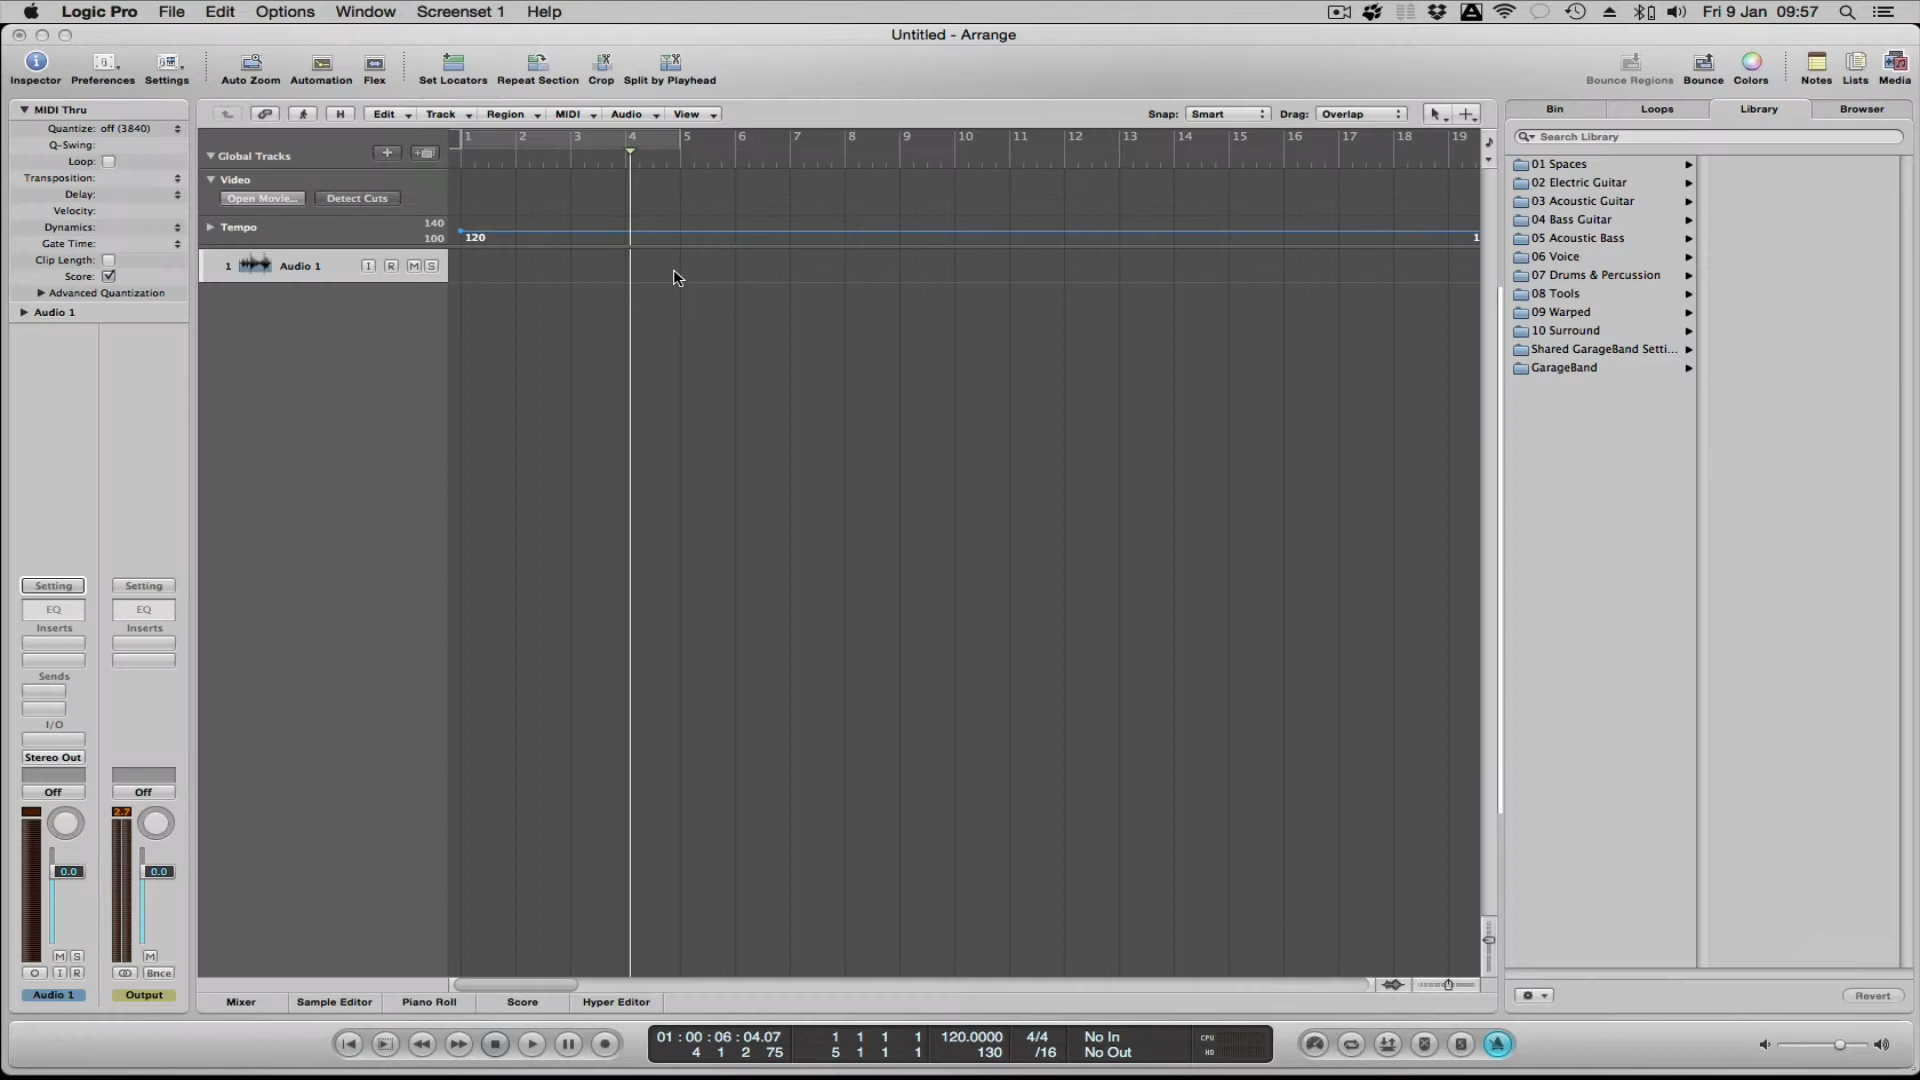 Logic Pro File Edit Options Window Screenset 1 Help Fri 9 Jan 09:57
Untitled - Arrange
Inspector Preferences Settings Auto Zoom Automation Flex Set Locators Repeat Section Crop Split by Playhead Bounce Regions Bounce Colors Notes Lists Media
MIDI Thru
Quantize: off (3840)
Q-Swing:
Loop:
Transposition:
Delay:
Velocity:
Dynamics:
Gate Time:
Clip Length:
Score:
Advanced Quantization
Audio 1
Setting Setting
EQ EQ
Inserts Inserts
Sends
I/O
Stereo Out
Off Off
2.7
0.0 0.0
M S M
O I R Bnce
Audio 1 Output
H Edit Track Region MIDI Audio View Snap: Smart Drag: Overlap
1 2 3 4 5 6 7 8 9 10 11 12 13 14 15 16 17 18 19
Global Tracks
Video
Open Movie... Detect Cuts
Tempo 140
100 120 1
1 Audio 1 I R M S
Mixer Sample Editor Piano Roll Score Hyper Editor
Bin Loops Library Browser
Search Library
01 Spaces
02 Electric Guitar
03 Acoustic Guitar
04 Bass Guitar
05 Acoustic Bass
06 Voice
07 Drums & Percussion
08 Tools
09 Warped
10 Surround
Shared GarageBand Setti...
GarageBand
Revert
01 : 00 : 06 : 04.07 1 1 1 1 120.0000 4/4 No In CPU
4 1 2 75 5 1 1 1 130 /16 No Out HD